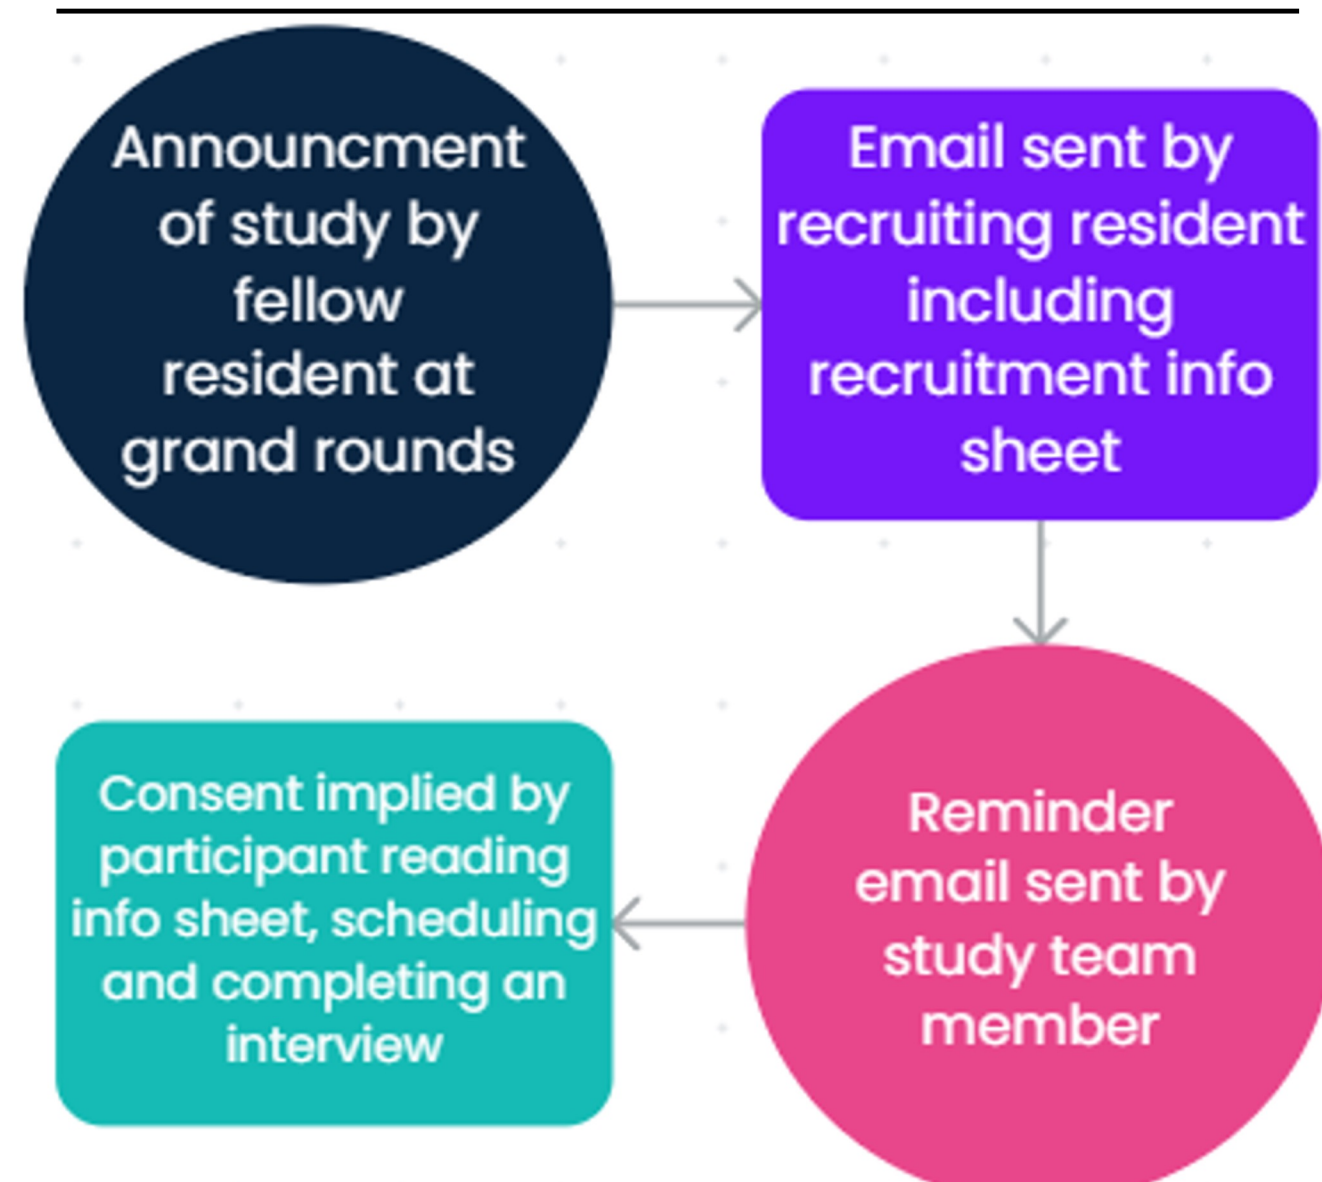 Announcment
of study by
fellow
resident at
grand rounds
Email sent by
recruiting resident
including
recruitment info
sheet
Reminder
email sent by
study team
member
Consent implied by
participant reading
info sheet, scheduling
and completing an
interview